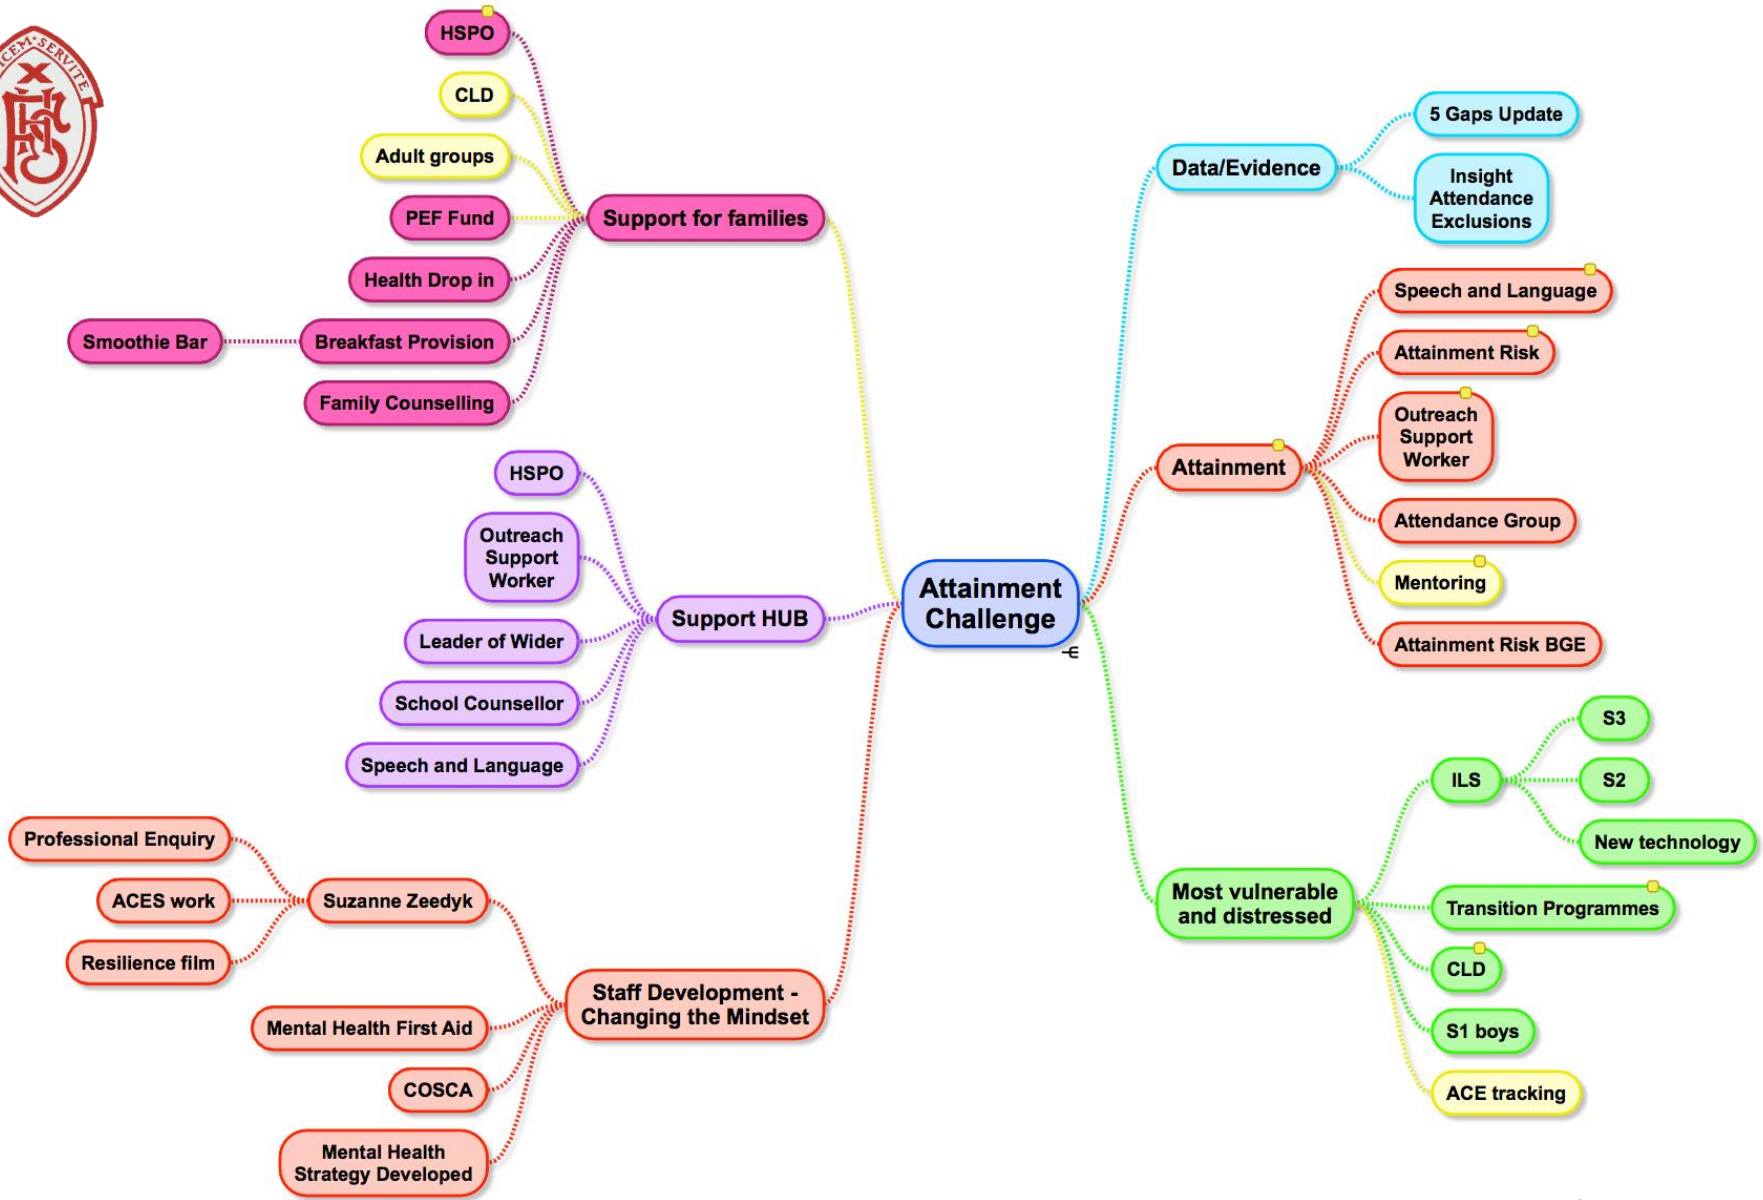 ICEM · SERVITE
HSPO
CLD
Adult groups
PEF Fund
Health Drop in
Smoothie Bar
Breakfast Provision
Family Counselling
Support for families
HSPO
Outreach
Support
Worker
Leader of Wider
School Counsellor
Speech and Language
Support HUB
Professional Enquiry
ACES work
Resilience film
Suzanne Zeedyk
Mental Health First Aid
COSCA
Mental Health
Strategy Developed
Staff Development -
Changing the Mindset
Attainment
Challenge
Data/Evidence
5 Gaps Update
Insight
Attendance
Exclusions
Attainment
Speech and Language
Attainment Risk
Outreach
Support
Worker
Attendance Group
Mentoring
Attainment Risk BGE
Most vulnerable
and distressed
ILS
S3
S2
New technology
Transition Programmes
CLD
S1 boys
ACE tracking